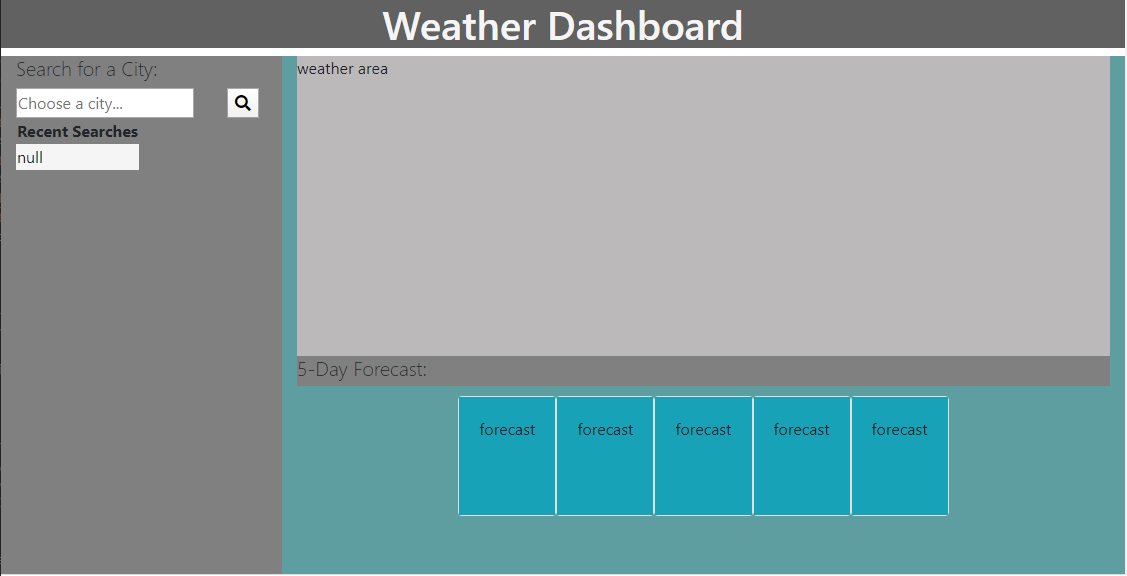 Weather Dashboard
Search for a City:
Choose a city...
Recent Searches
null
weather area
5-Day Forecast:
forecast forecast forecast forecast forecast